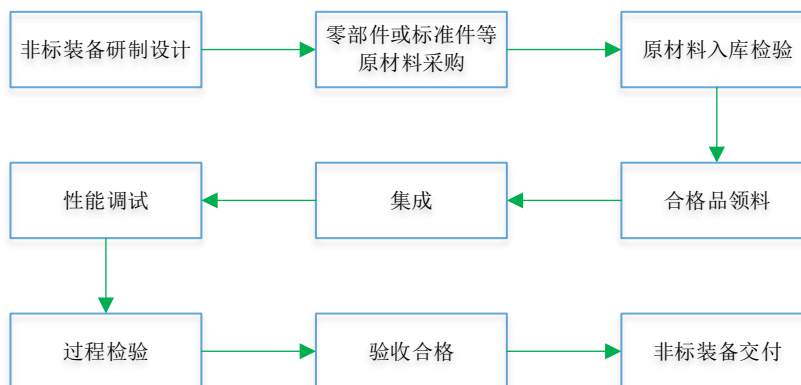 非标装备研制设计
零部件或标准件等
原材料采购
原材料入库检验
合格品领料
集成
性能调试
过程检验
验收合格
非标装备交付